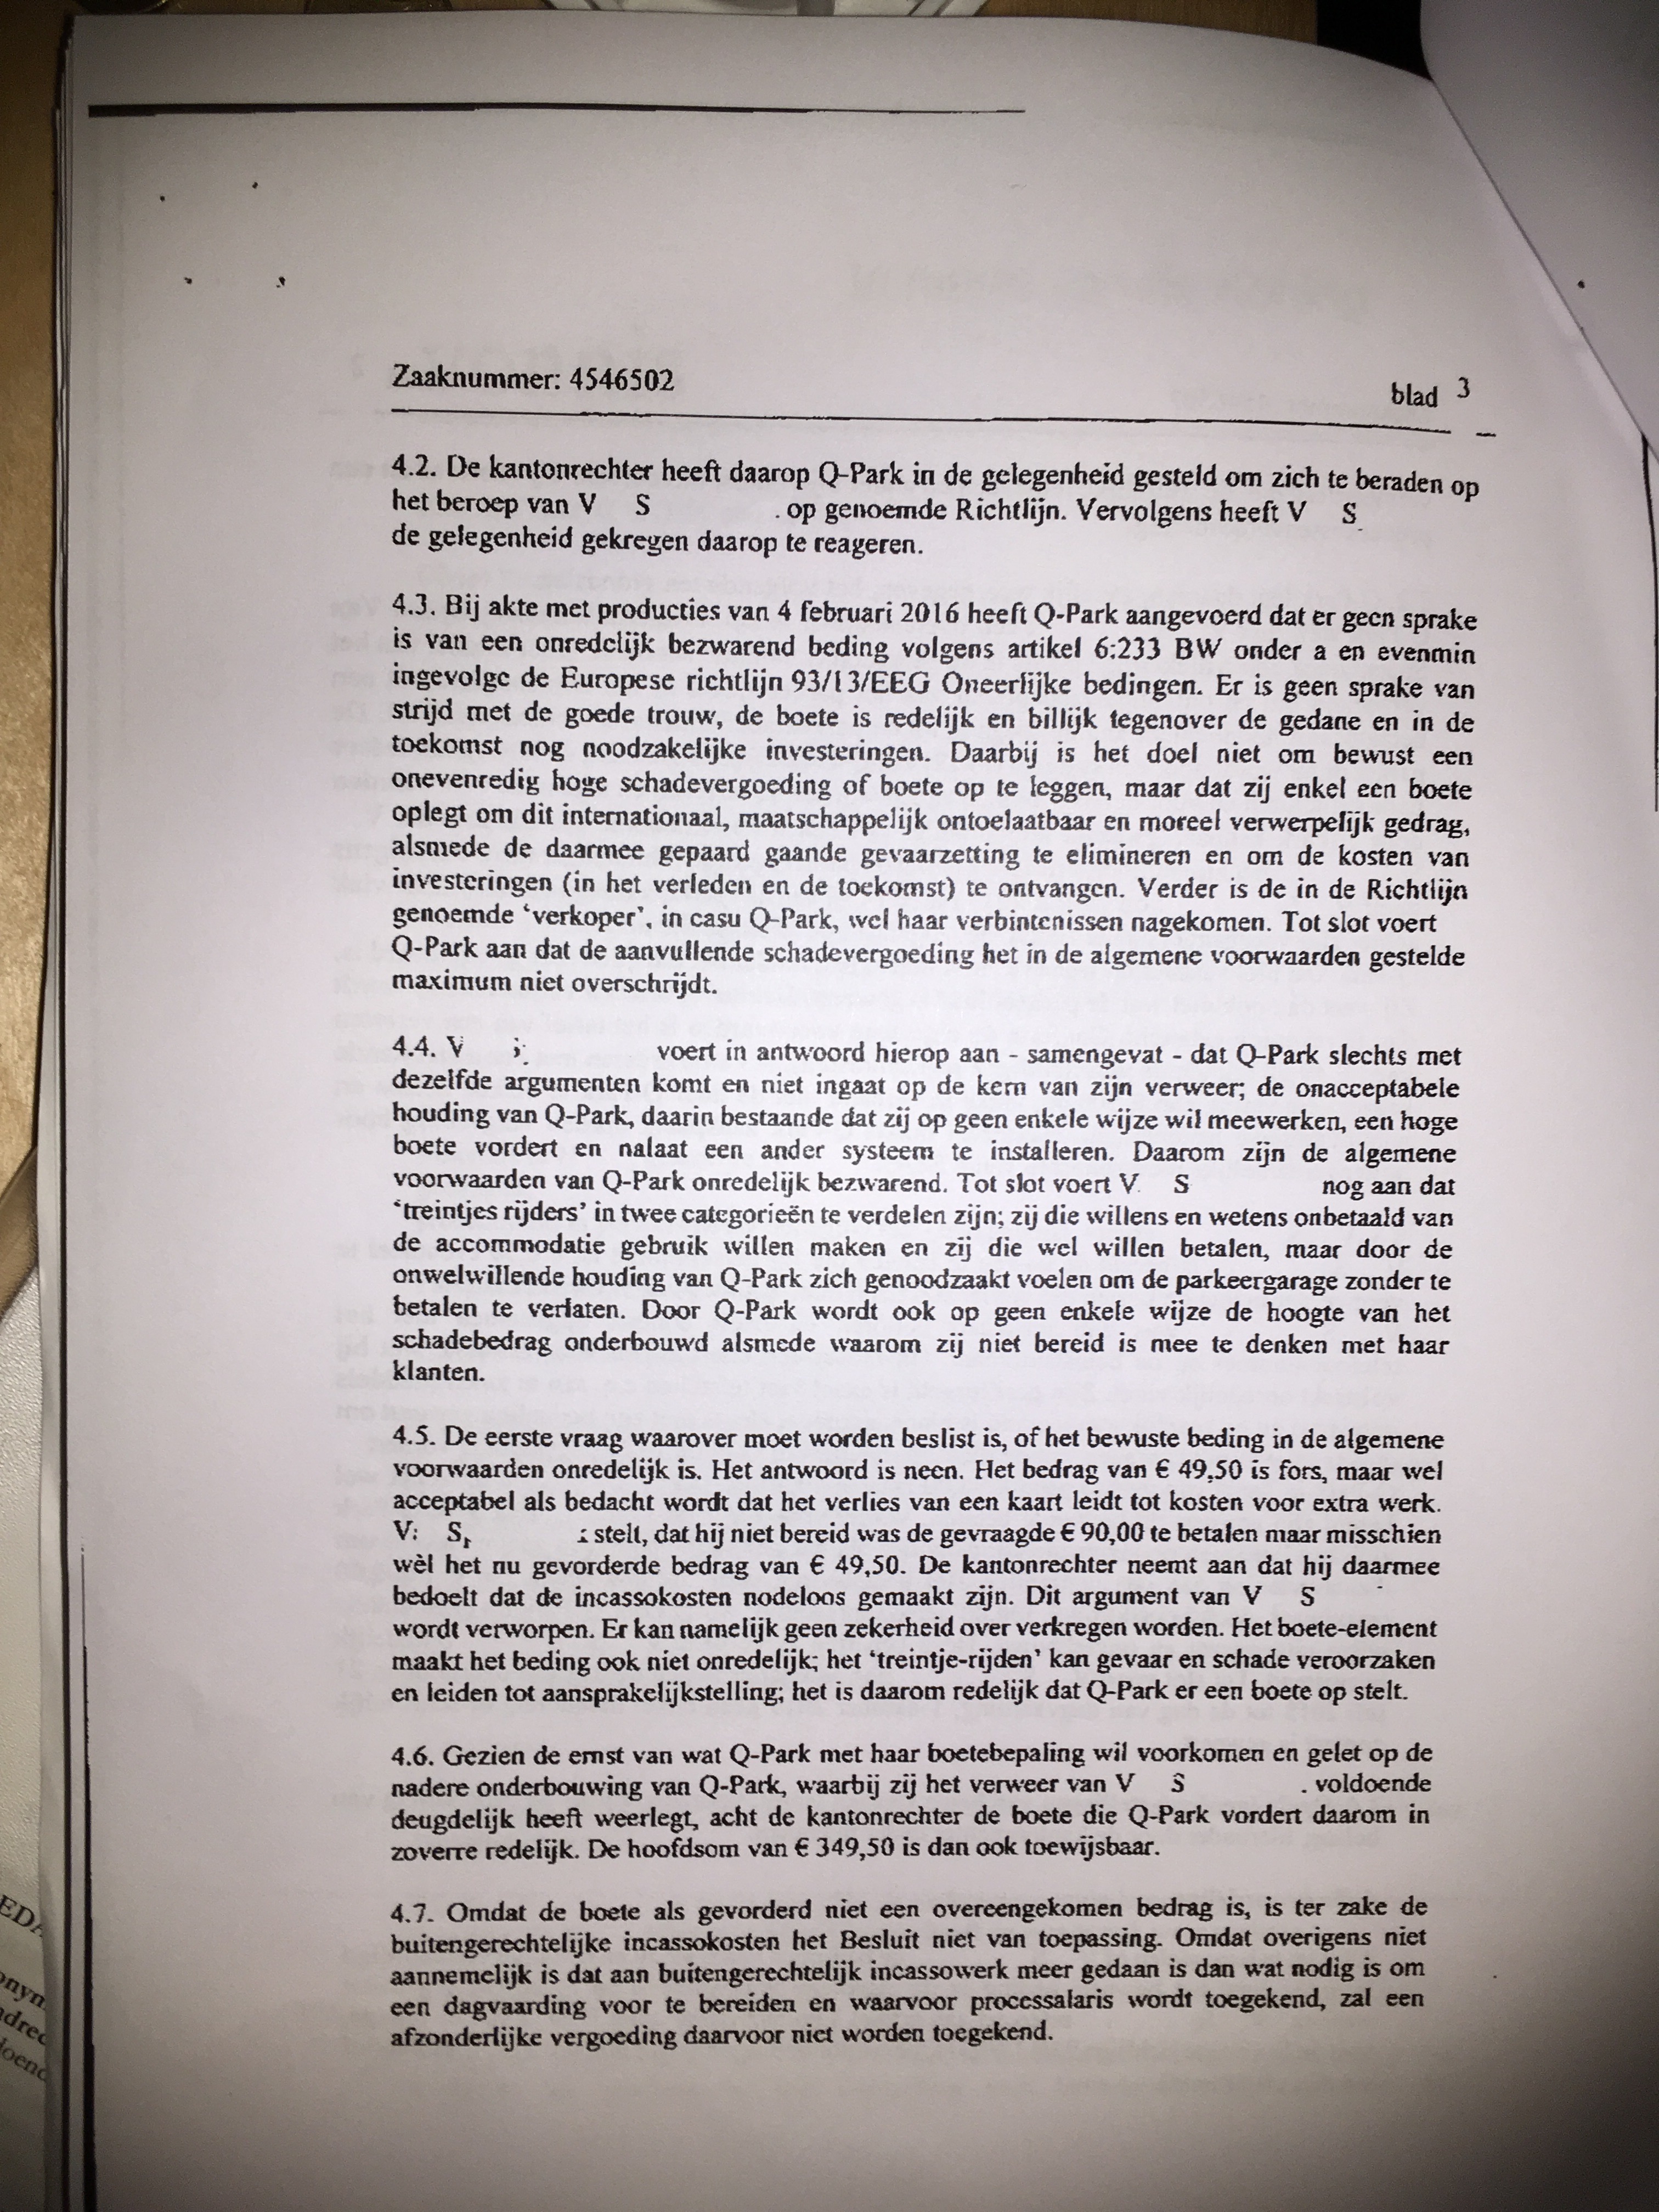 Zaaknummer: 4546502
blad 3
4.2. De kantonrechter heeft daarop Q-Park in de gelegenheid gesteld om zich te beraden op
het beroep van V S . op genoemde Richtlijn. Vervolgens heeft V S
de gelegenheid gekregen daarop te reageren.
4.3. Bij akte met producties van 4 februari 2016 heeft Q-Park aangevoerd dat er geen sprake
is van een onredelijk bezwarend beding volgens artikel 6:233 BW onder a en evenmin
ingevolge de Europese richtlijn 93/13/EEG Oneerlijke bedingen. Er is geen sprake van
strijd met de goede trouw, de boete is redelijk en billijk tegenover de gedane en in de
toekomst nog noodzakelijke investeringen. Daarbij is het doel niet om bewust een
onevenredig hoge schadevergoeding of boete op te leggen, maar dat zij enkel een boete
oplegt om dit internationaal, maatschappelijk ontoelaatbaar en moreel verwerpelijk gedrag,
alsmede de daarmee gepaard gaande gevaarzetting te elimineren en om de kosten van
investeringen (in het verleden en de toekomst) te ontvangen. Verder is de in de Richtlijn
genoemde ‘verkoper’, in casu Q-Park, wel haar verbintenissen nagekomen. Tot slot voert
Q-Park aan dat de aanvullende schadevergoeding het in de algemene voorwaarden gestelde
maximum niet overschrijdt.
4.4. V voert in antwoord hierop aan - samengevat - dat Q-Park slechts met
dezelfde argumenten komt en niet ingaat op de kern van zijn verweer; de onacceptabele
houding van Q-Park, daarin bestaande dat zij op geen enkele wijze wil meewerken, een hoge
boete vordert en nalaat een ander systeem te installeren. Daarom zijn de algemene
voorwaarden van Q-Park onredelijk bezwarend. Tot slot voert V S nog aan dat
‘treintjes rijders’ in twee categorieën te verdelen zijn; zij die willens en wetens onbetaald van
de accommodatie gebruik willen maken en zij die wel willen betalen, maar door de
onwelwillende houding van Q-Park zich genoodzaakt voelen om de parkeergarage zonder te
betalen te verlaten. Door Q-Park wordt ook op geen enkele wijze de hoogte van het
schadebedrag onderbouwd alsmede waarom zij niet bereid is mee te denken met haar
klanten.
4.5. De eerste vraag waarover moet worden beslist is, of het bewuste beding in de algemene
voorwaarden onredelijk is. Het antwoord is neen. Het bedrag van € 49,50 is fors, maar wel
acceptabel als bedacht wordt dat het verlies van een kaart leidt tot kosten voor extra werk.
V: S, stelt, dat hij niet bereid was de gevraagde € 90,00 te betalen maar misschien
wèl het nu gevorderde bedrag van € 49,50. De kantonrechter neemt aan dat hij daarmee
bedoelt dat de incassokosten nodeloos gemaakt zijn. Dit argument van V S
wordt verworpen. Er kan namelijk geen zekerheid over verkregen worden. Het boete-element
maakt het beding ook niet onredelijk; het ‘treintje-rijden’ kan gevaar en schade veroorzaken
en leiden tot aansprakelijkstelling; het is daarom redelijk dat Q-Park er een boete op stelt.
4.6. Gezien de ernst van wat Q-Park met haar boetebepaling wil voorkomen en gelet op de
nadere onderbouwing van Q-Park, waarbij zij het verweer van V S . voldoende
deugdelijk heeft weerlegt, acht de kantonrechter de boete die Q-Park vordert daarom in
zoverre redelijk. De hoofdsom van € 349,50 is dan ook toewijsbaar.
4.7. Omdat de boete als gevorderd niet een overeengekomen bedrag is, is ter zake de
buitengerechtelijke incassokosten het Besluit niet van toepassing. Omdat overigens niet
aannemelijk is dat aan buitengerechtelijk incassowerk meer gedaan is dan wat nodig is om
een dagvaarding voor te bereiden en waarvoor processalaris wordt toegekend, zal een
afzonderlijke vergoeding daarvoor niet worden toegekend.